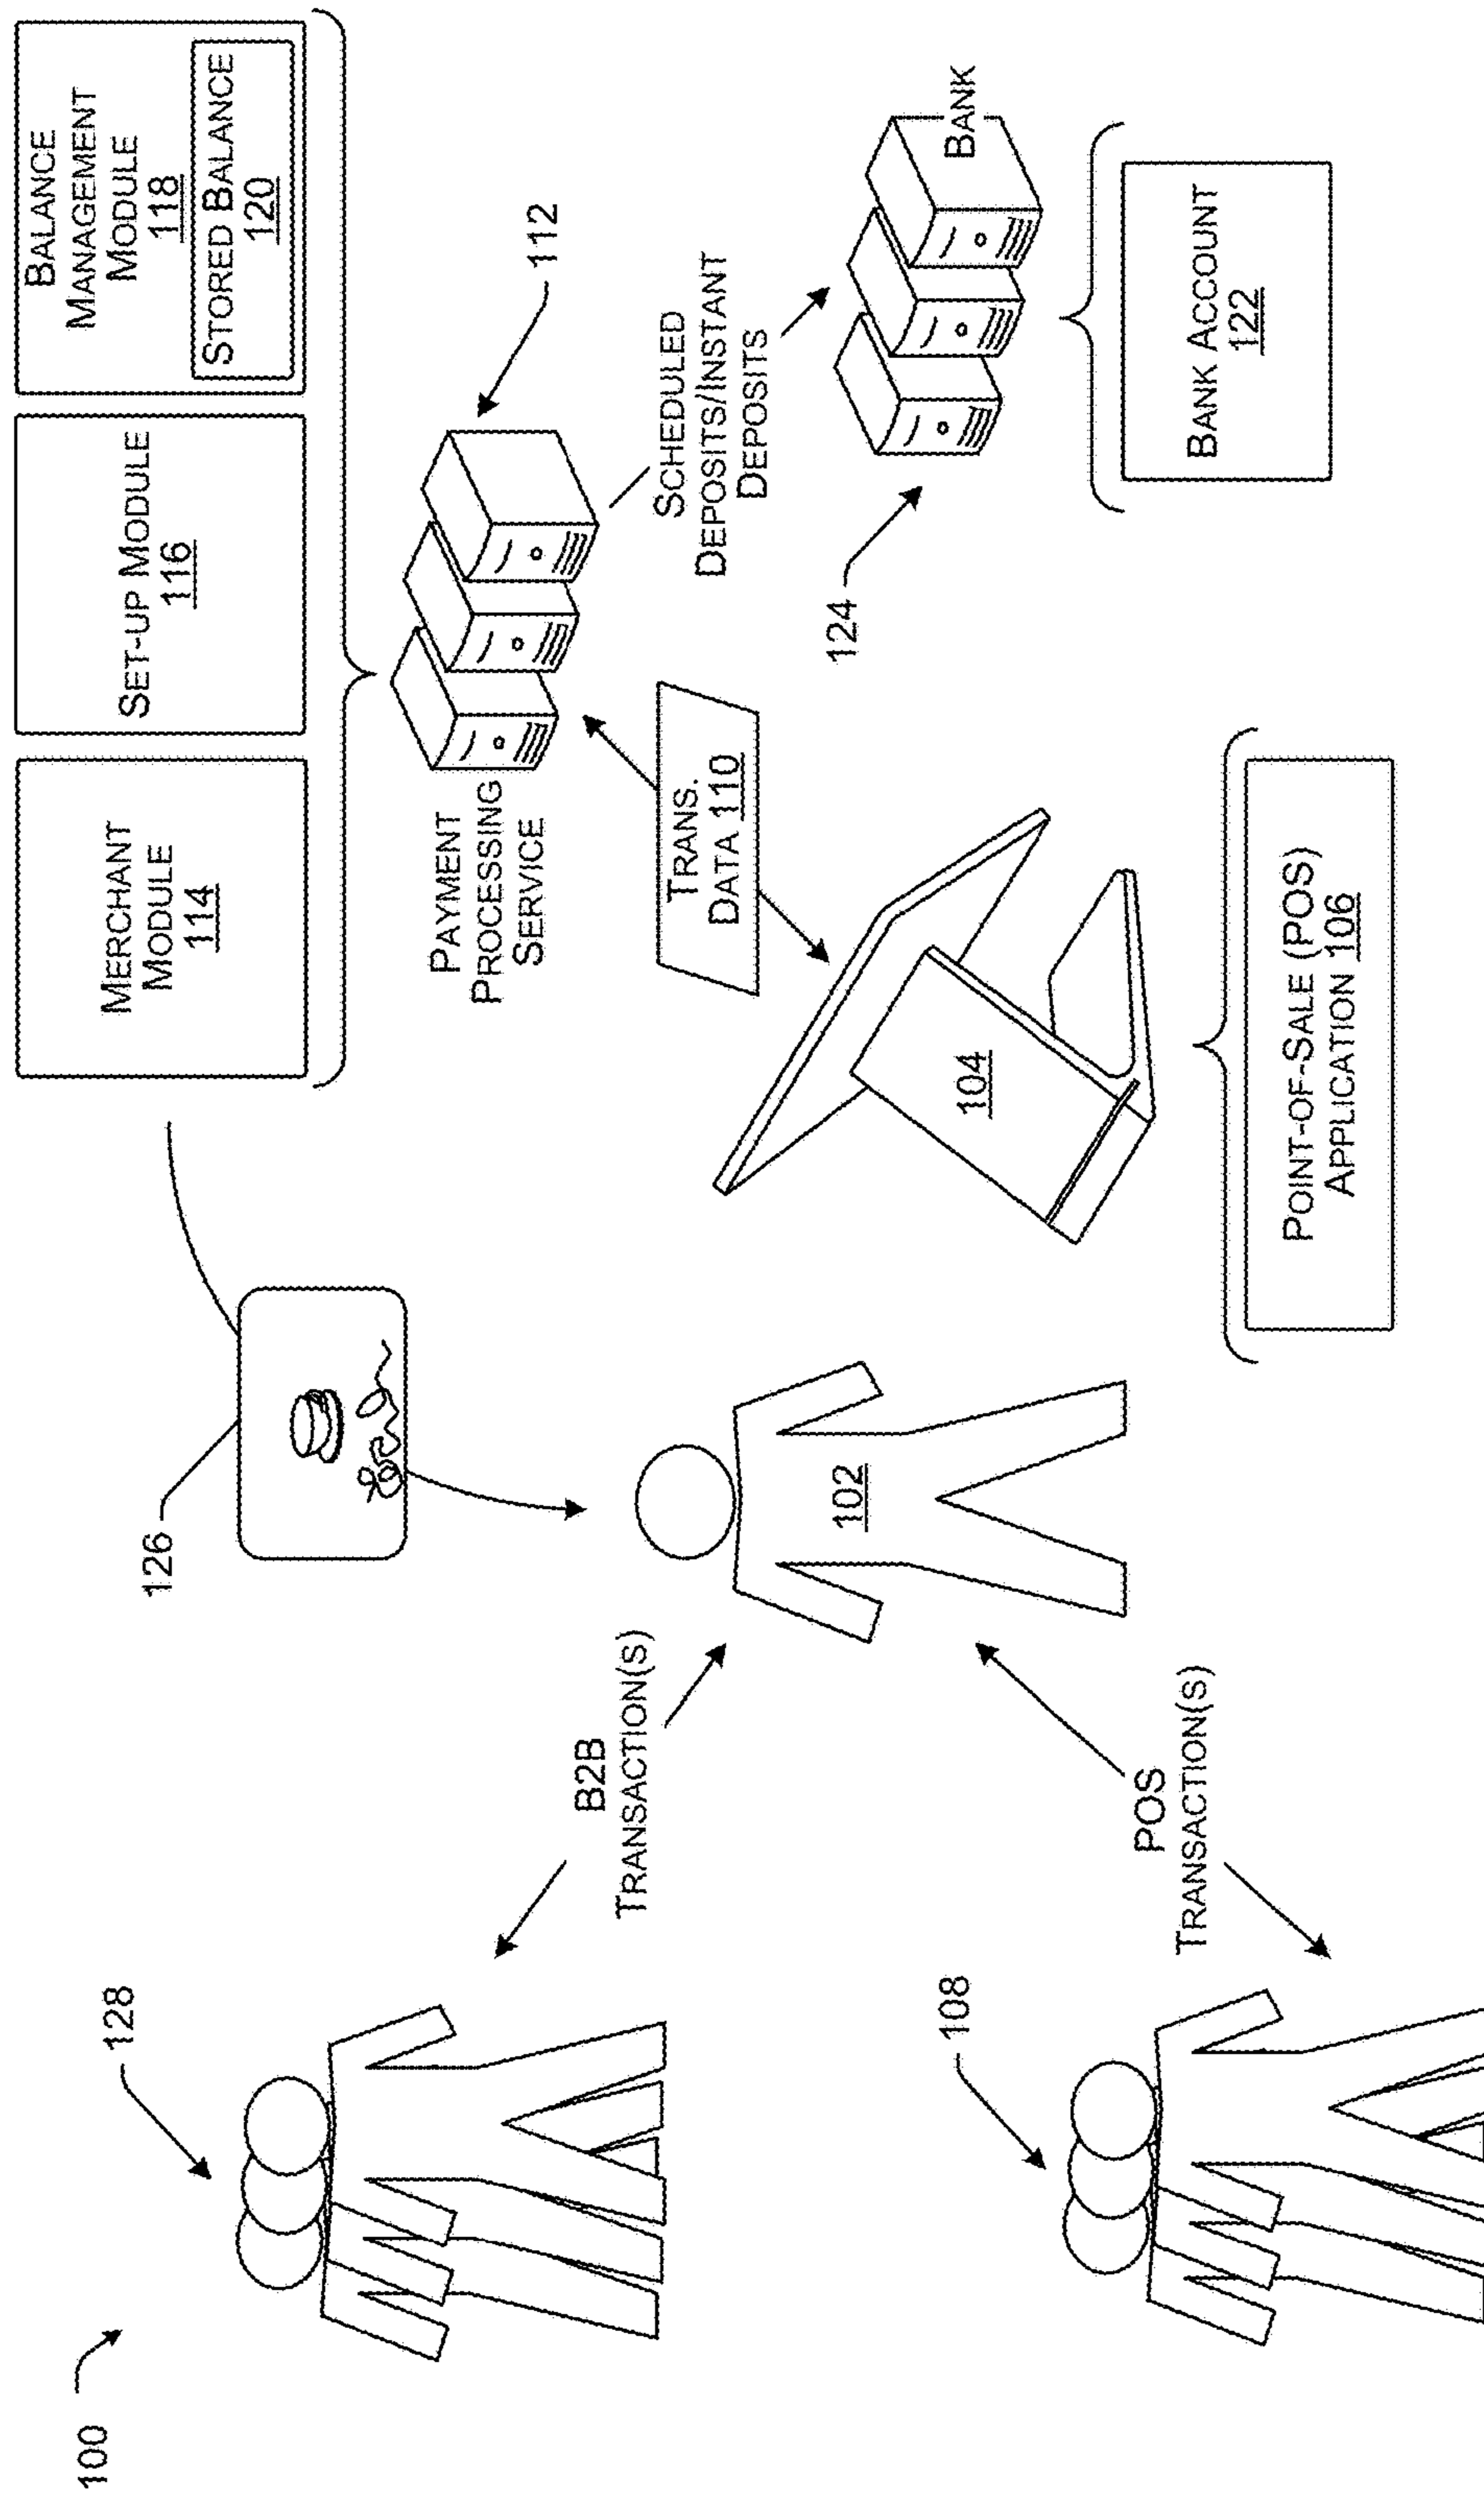 100
128
B2B
TRANSACTION(S)
108
POS
TRANSACTION(S)
126
102
MERCHANT
MODULE
114
SET-UP MODULE
116
BALANCE
MANAGEMENT
MODULE
118
STORED BALANCE
120
PAYMENT
PROCESSING
SERVICE
112
TRANS.
DATA 110
SCHEDULED
DEPOSITS/INSTANT
DEPOSITS
104
POINT-OF-SALE (POS)
APPLICATION 106
124
BANK
BANK ACCOUNT
122